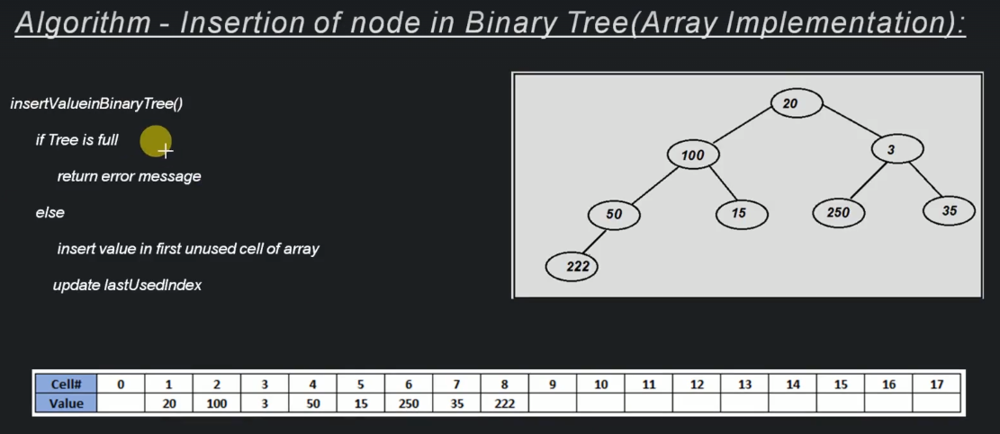 Algorithm - Insertion of node in Binary Tree(Array Implementation):
insertValueinBinaryTree()
if Tree is full
return error message
else
insert value in first unused cell of array
update lastUsedIndex
20
100
3
50
15
250
35
222
Cell# 0 1 2 3 4 5 6 7 8 9 10 11 12 13 14 15 16 17
Value 20 100 3 50 15 250 35 222